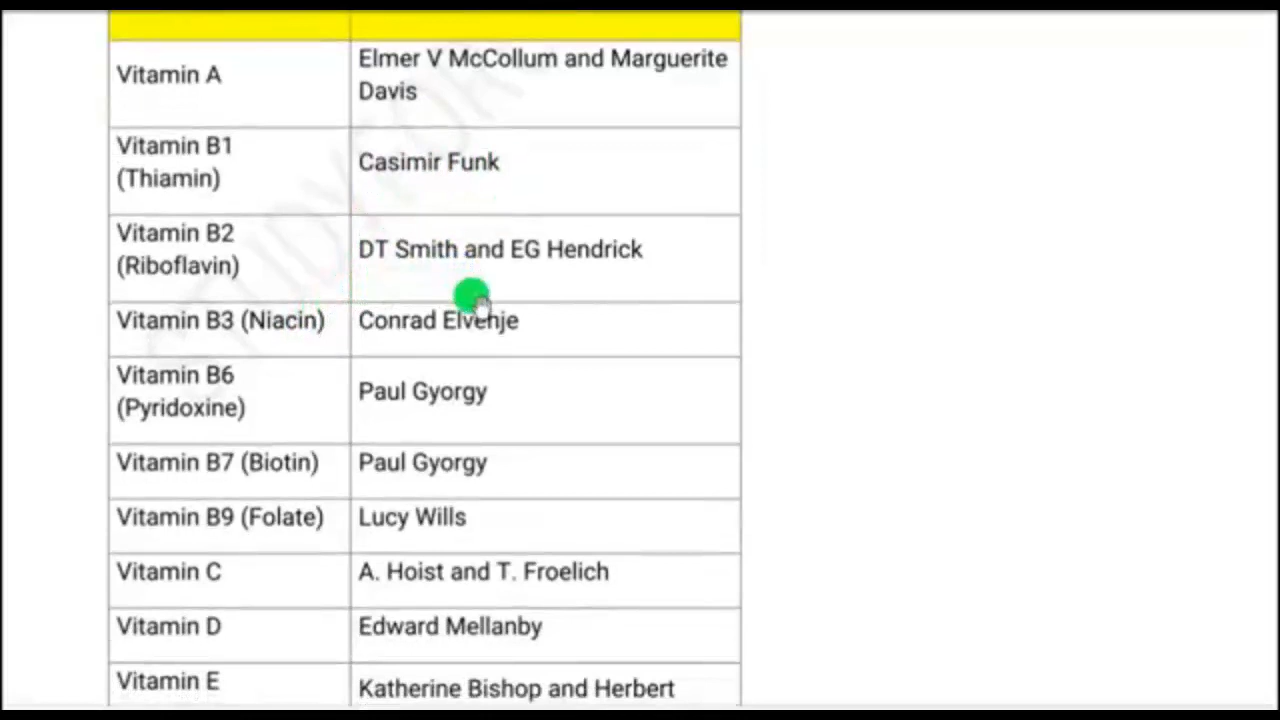 Vitamin A
Elmer V McCollum and Marguerite
Davis
Vitamin B1
(Thiamin)
Casimir Funk
Vitamin B2
(Riboflavin)
DT Smith and EG Hendrick
Vitamin B3 (Niacin)
Conrad Elvehje
Vitamin B6
(Pyridoxine)
Paul Gyorgy
Vitamin B7 (Biotin)
Paul Gyorgy
Vitamin B9 (Folate)
Lucy Wills
Vitamin C
A. Hoist and T. Froelich
Vitamin D
Edward Mellanby
Vitamin E
Katherine Bishop and Herbert